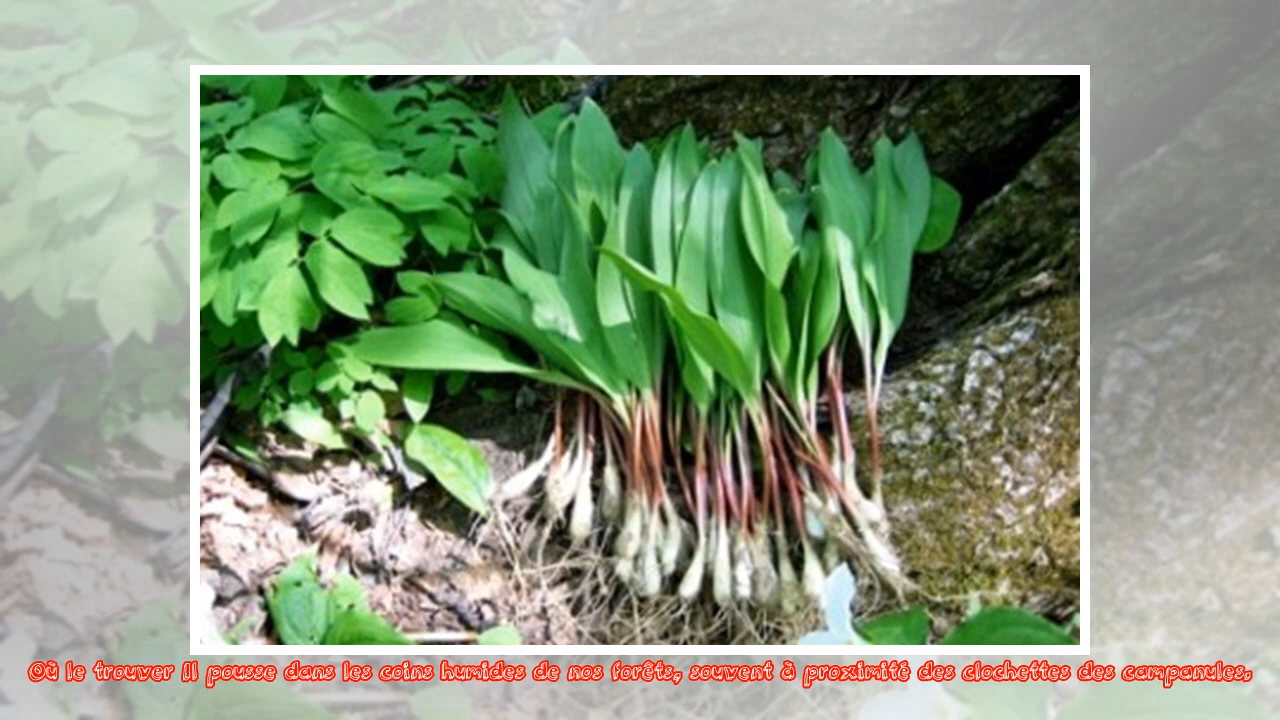 Où le trouver Il pousse dans les coins humides de nos forêts, souvent à proximité des clochettes des campanules.